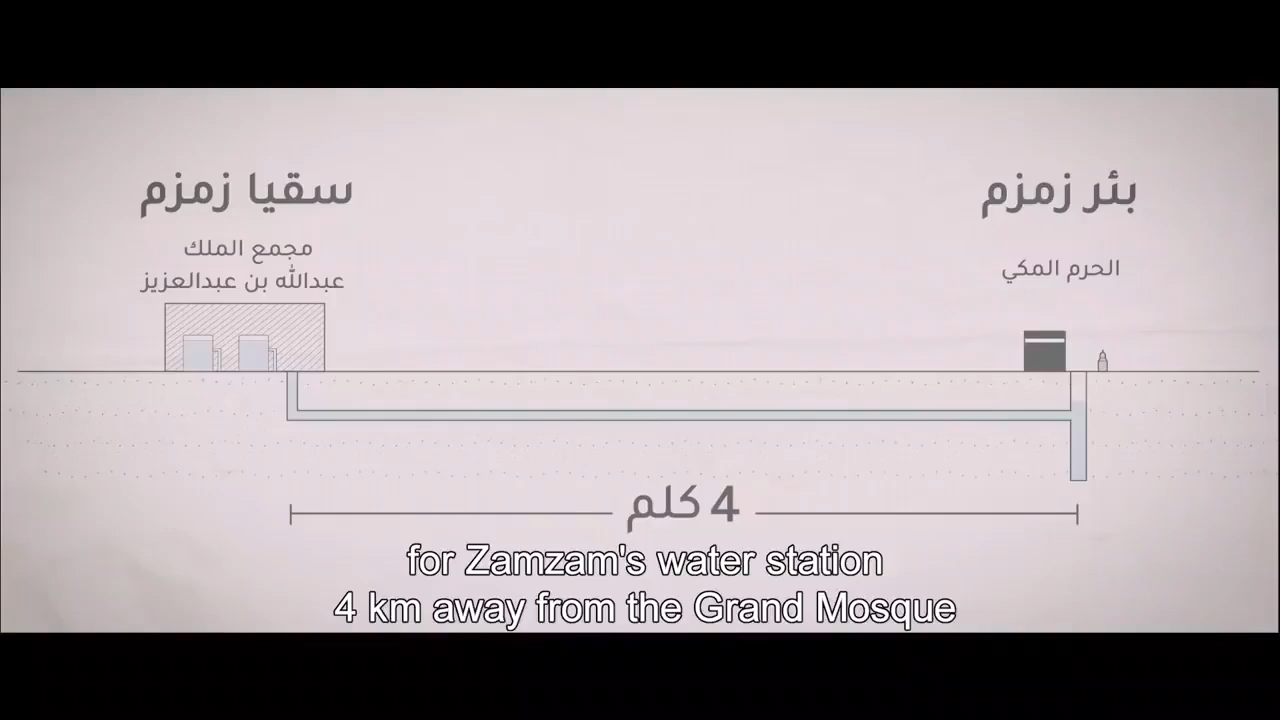 بئر زمزم
الحرم المكي
سقيا زمزم
مجمع الملك
عبدالله بن عبدالعزيز
4 كلم
for Zamzam's water station
4 km away from the Grand Mosque